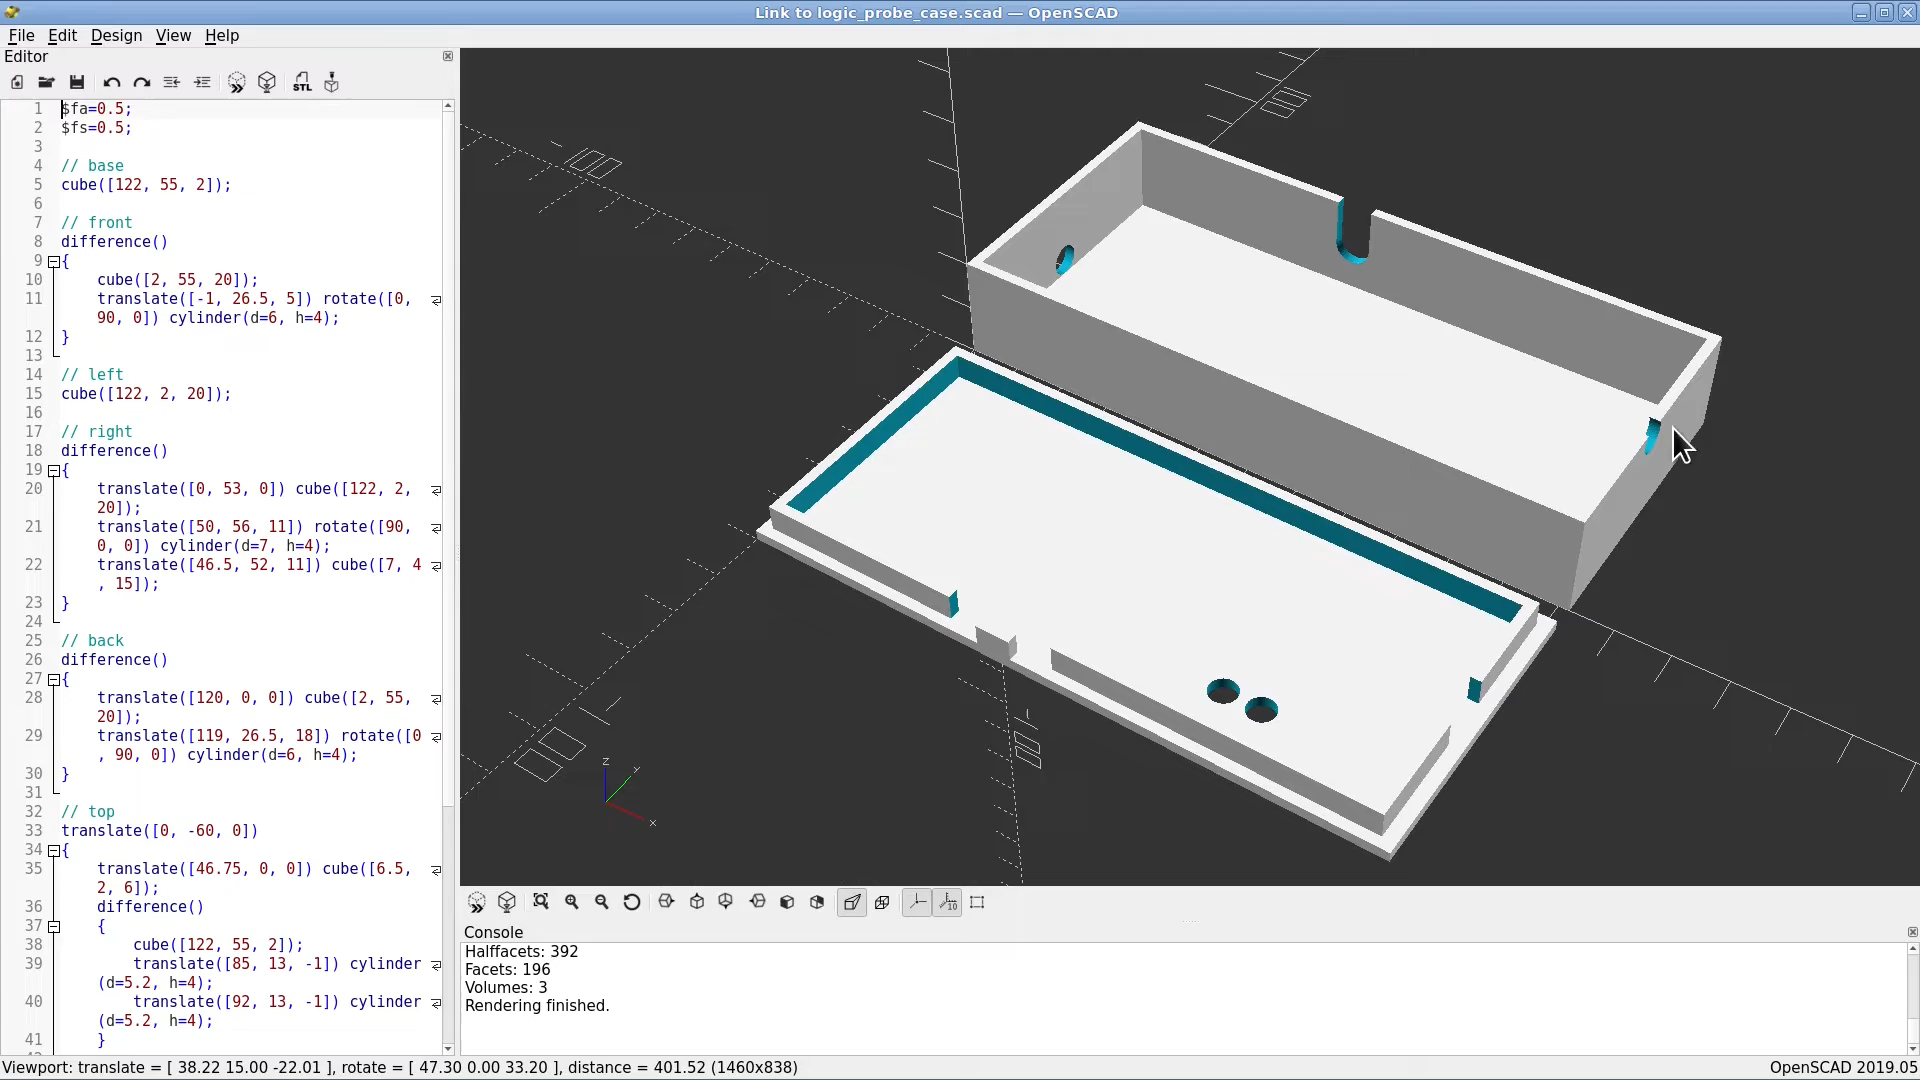 Link to logic_probe_case.scad — OpenSCAD
File Edit Design View Help
Editor
STL
1 $fa=0.5;
2 $fs=0.5;
3
4 // base
5 cube([122, 55, 2]);
6
7 // front
8 difference()
9 {
10 cube([2, 55, 20]);
11 translate([-1, 26.5, 5]) rotate([0,
90, 0]) cylinder(d=6, h=4);
12 }
13
14 // left
15 cube([122, 2, 20]);
16
17 // right
18 difference()
19 {
20 translate([0, 53, 0]) cube([122, 2,
20]);
21 translate([50, 56, 11]) rotate([90,
0, 0]) cylinder(d=7, h=4);
22 translate([46.5, 52, 11]) cube([7, 4
, 15]);
23 }
24
25 // back
26 difference()
27 {
28 translate([120, 0, 0]) cube([2, 55,
20]);
29 translate([119, 26.5, 18]) rotate([0
, 90, 0]) cylinder(d=6, h=4);
30 }
31
32 // top
33 translate([0, -60, 0])
34 {
35 translate([46.75, 0, 0]) cube([6.5,
2, 6]);
36 difference()
37 {
38 cube([122, 55, 2]);
39 translate([85, 13, -1]) cylinder
(d=5.2, h=4);
40 translate([92, 13, -1]) cylinder
(d=5.2, h=4);
41 }
z
y
x
10
Console
Halffacets: 392
Facets: 196
Volumes: 3
Rendering finished.
Viewport: translate = [ 38.22 15.00 -22.01 ], rotate = [ 47.30 0.00 33.20 ], distance = 401.52 (1460x838)
OpenSCAD 2019.05